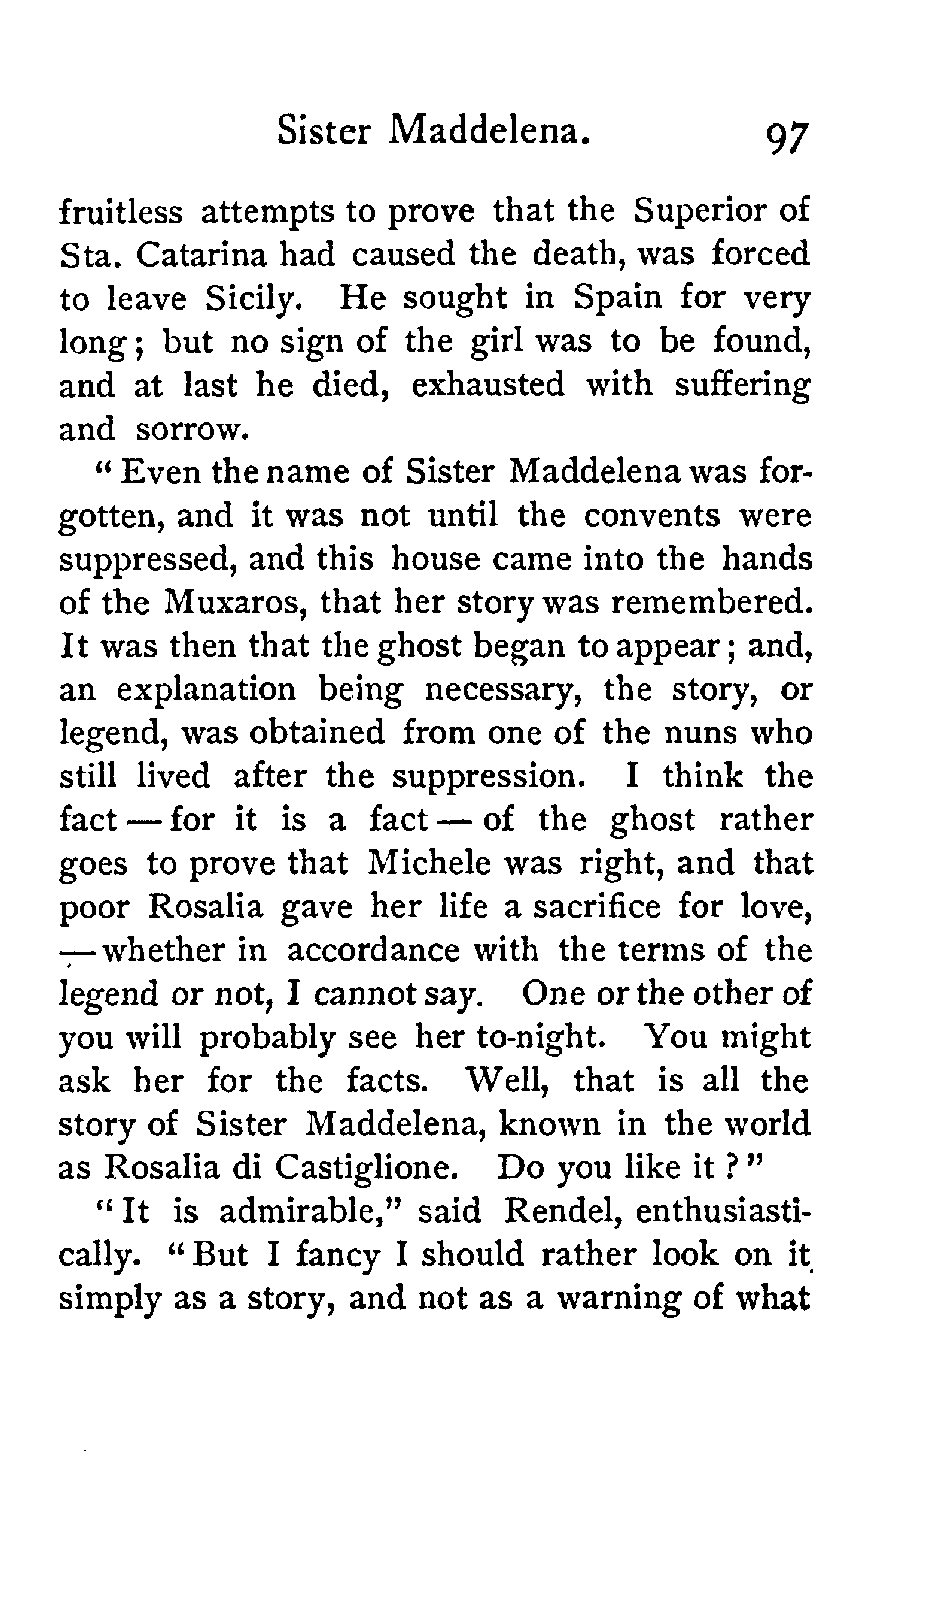 Sister Maddelena. 97
fruitless attempts to prove that the Superior of
Sta. Catarina had caused the death, was forced
to leave Sicily. He sought in Spain for very
long; but no sign of the girl was to be found,
and at last he died, exhausted with suffering
and sorrow.
"Even the name of Sister Maddelena was for-
gotten, and it was not until the convents were
suppressed, and this house came into the hands
of the Muxaros, that her story was remembered.
It was then that the ghost began to appear; and,
an explanation being necessary, the story, or
legend, was obtained from one of the nuns who
still lived after the suppression. I think the
fact — for it is a fact — of the ghost rather
goes to prove that Michele was right, and that
poor Rosalia gave her life a sacrifice for love,
— whether in accordance with the terms of the
legend or not, I cannot say. One or the other of
you will probably see her to-night. You might
ask her for the facts. Well, that is all the
story of Sister Maddelena, known in the world
as Rosalia di Castiglione. Do you like it?"
"It is admirable," said Rendel, enthusiasti-
cally. "But I fancy I should rather look on it
simply as a story, and not as a warning of what